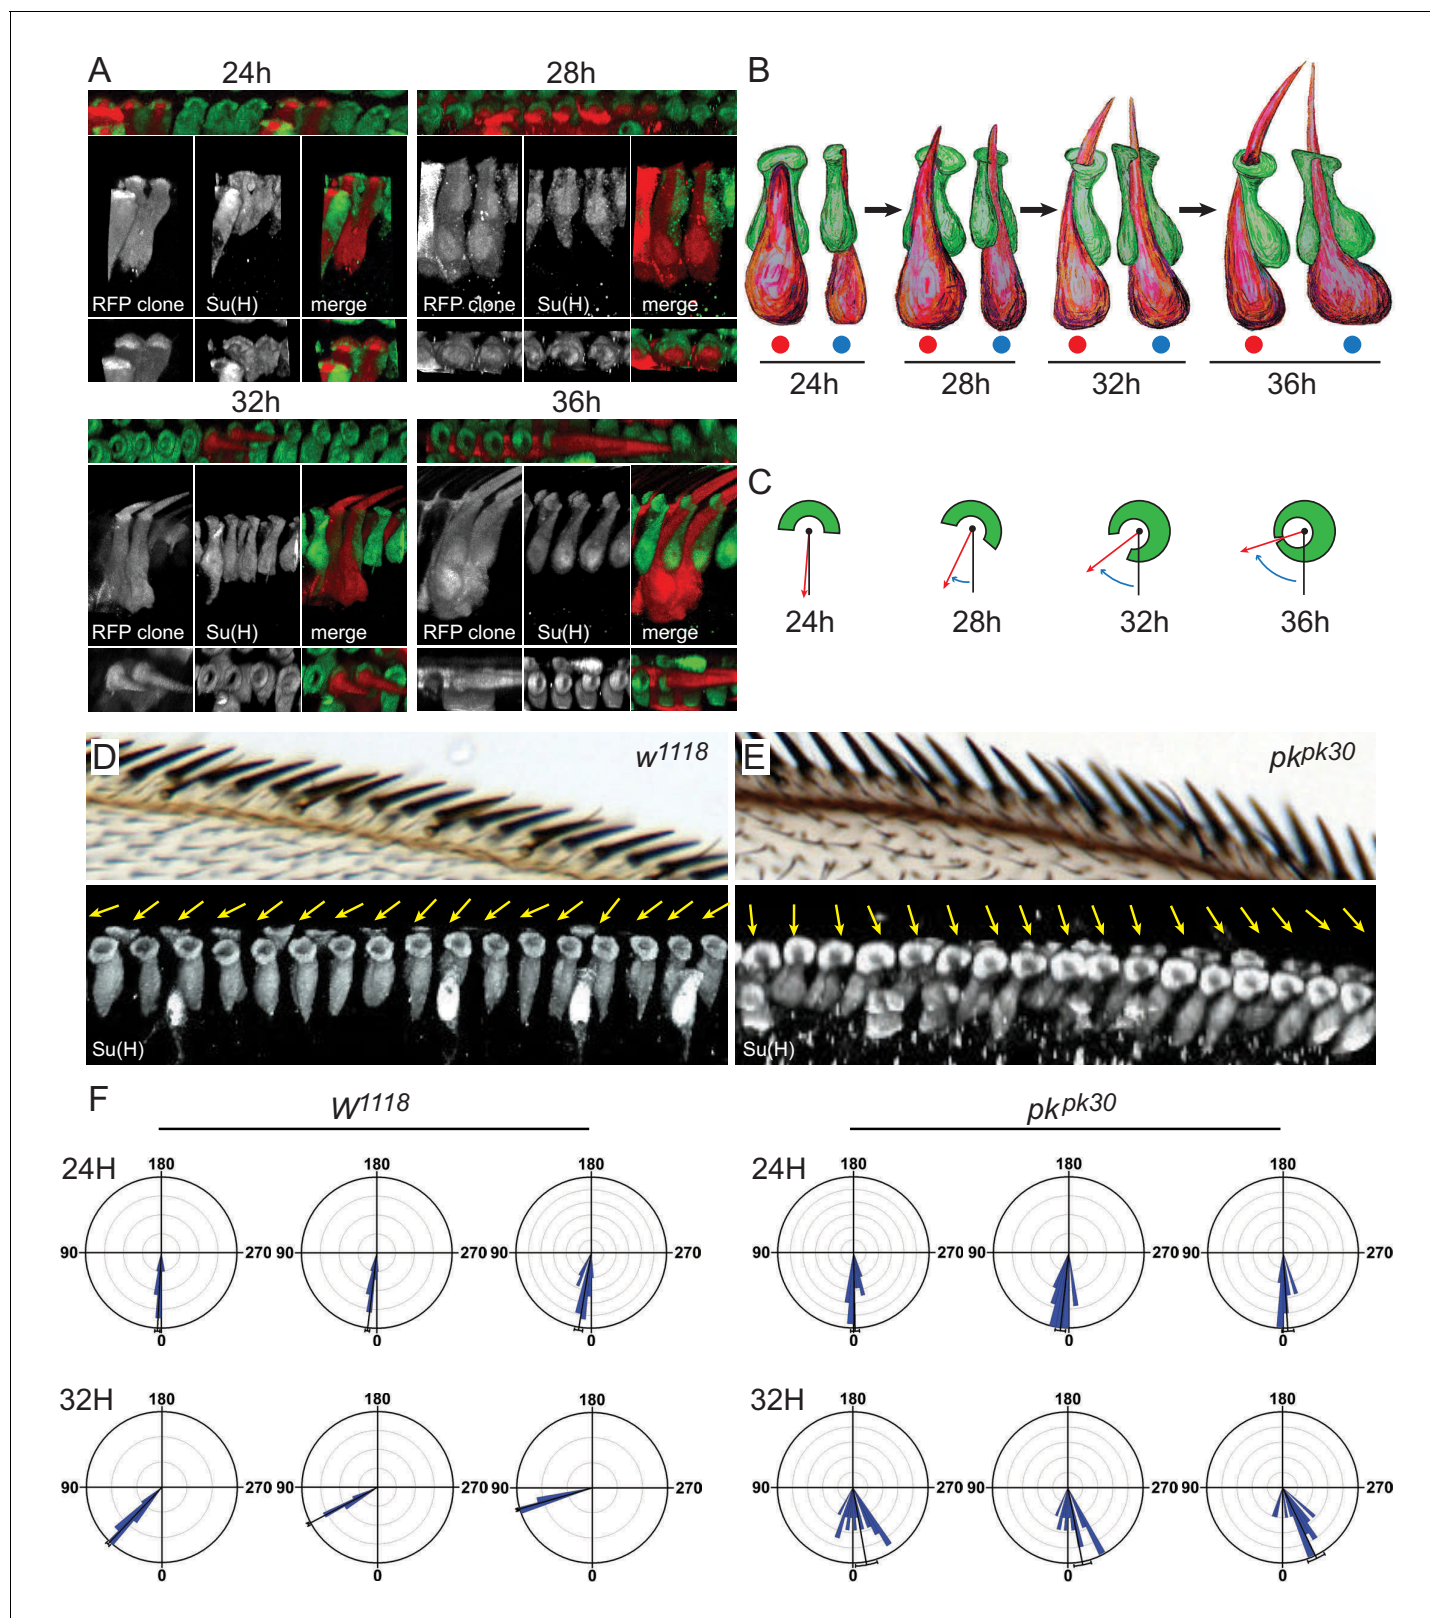 A
24h
28h
RFP clone Su(H) merge
RFP clone Su(H) merge
32h
36h
RFP clone Su(H) merge
RFP clone Su(H) merge
B
24h 28h 32h 36h
C
24h 28h 32h 36h
D
w1118
Su(H)
E
pkpk30
Su(H)
F
W1118
pkpk30
24H
180 180 180
90 270 90 270 90 270
0 0 0
24H
180 180 180
90 270 90 270 90 270
0 0 0
32H
180 180 180
90 270 90 270 90 270
0 0 0
32H
180 180 180
90 270 90 270 90 270
0 0 0